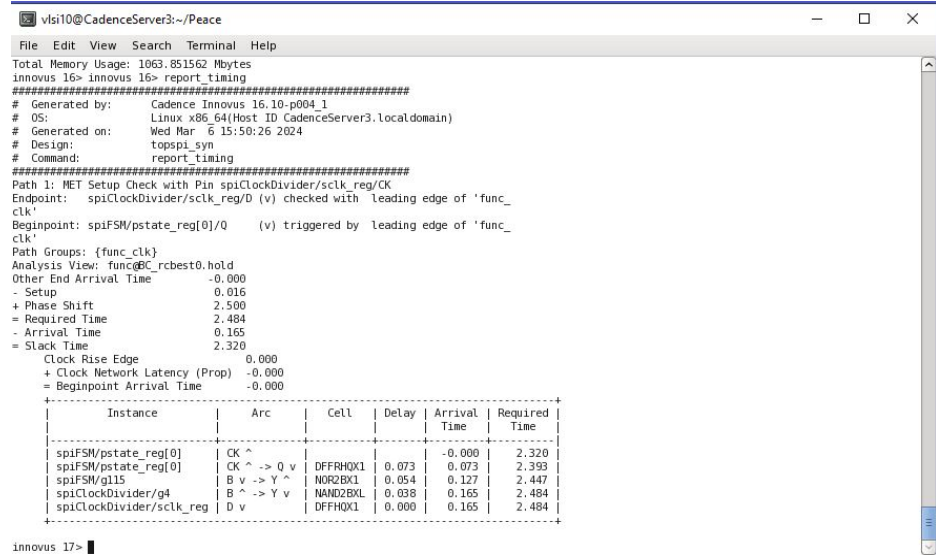 vlsi10@CadenceServer3:~/Peace
File Edit View Search Terminal Help
Total Memory Usage: 1063.851562 Mbytes
innovus 16> innovus 16> report_timing
###############################################################
#  Generated by:      Cadence Innovus 16.10-p004_1
#  OS:                Linux x86_64(Host ID CadenceServer3.localdomain)
#  Generated on:      Wed Mar  6 15:50:26 2024
#  Design:            topspi_syn
#  Command:           report_timing
###############################################################
Path 1: MET Setup Check with Pin spiClockDivider/sclk_reg/CK
Endpoint:   spiClockDivider/sclk_reg/D (v) checked with  leading edge of 'func_
clk'
Beginpoint: spiFSM/pstate_reg[0]/Q     (v) triggered by  leading edge of 'func_
clk'
Path Groups: {func_clk}
Analysis View: func@BC_rcbest0.hold
Other End Arrival Time         -0.000
- Setup                         0.016
+ Phase Shift                   2.500
= Required Time                 2.484
- Arrival Time                  0.165
= Slack Time                    2.320
     Clock Rise Edge                 0.000
     + Clock Network Latency (Prop)  -0.000
     = Beginpoint Arrival Time       -0.000
     +---------------------------------------------------------------------------------+
     |         Instance         |    Arc      |   Cell   | Delay | Arrival | Required |
     |                          |             |          |       |  Time   |   Time   |
     |--------------------------+-------------+----------+-------+---------+----------|
     | spiFSM/pstate_reg[0]     | CK ^        |          |       |  -0.000 |    2.320 |
     | spiFSM/pstate_reg[0]     | CK ^ -> Q v | DFFRHQX1 | 0.073 |   0.073 |    2.393 |
     | spiFSM/g115              | B v -> Y ^  | NOR2BX1  | 0.054 |   0.127 |    2.447 |
     | spiClockDivider/g4       | B ^ -> Y v  | NAND2BXL | 0.038 |   0.165 |    2.484 |
     | spiClockDivider/sclk_reg | D v         | DFFHQX1  | 0.000 |   0.165 |    2.484 |
     +---------------------------------------------------------------------------------+
innovus 17>